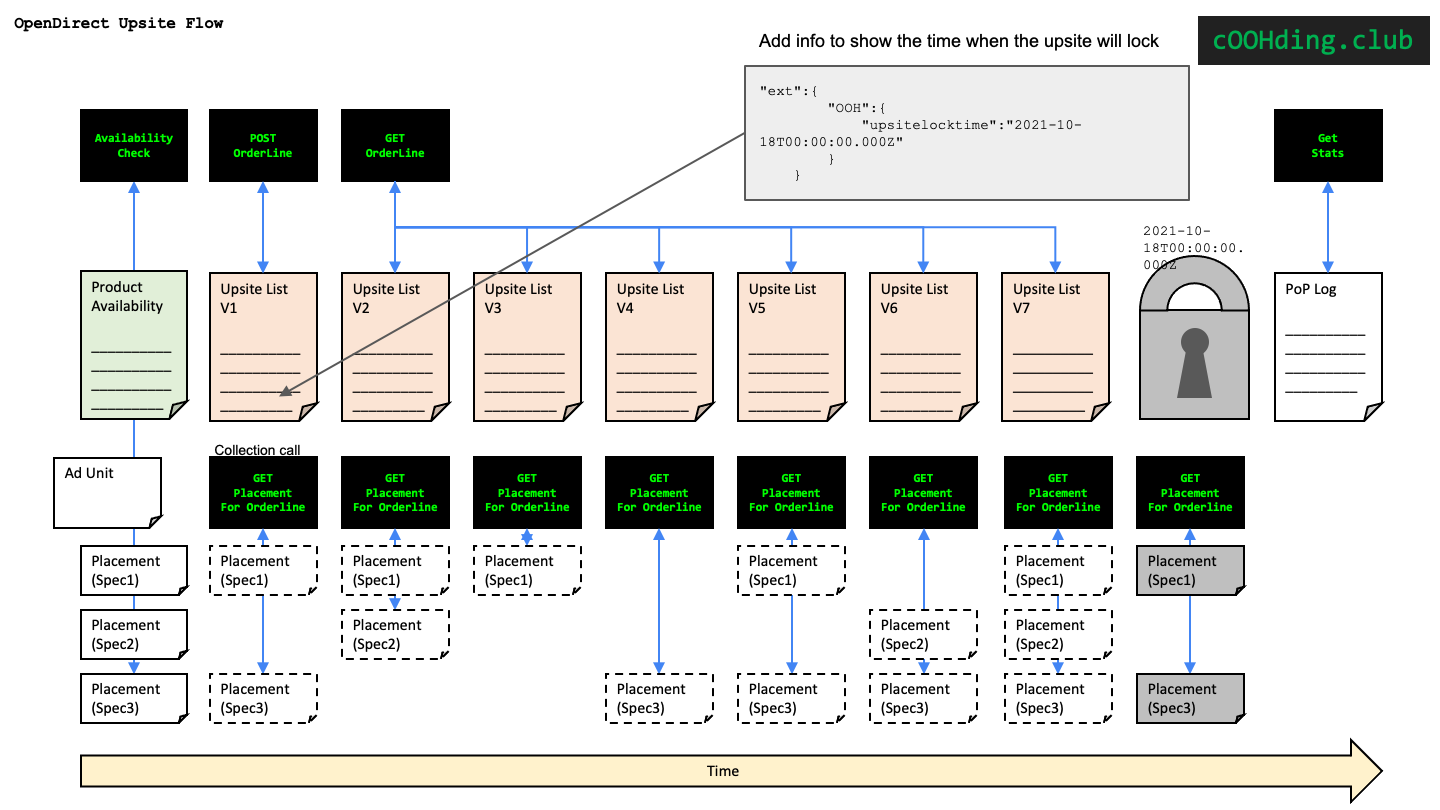 OpenDirect Upsite Flow
Add info to show the time when the upsite will lock
cOOHding.club
"ext":{
"OOH":{
"upsitelocktime":"2021-10-
18T00:00:00.000Z"
}
}
Availability
Check
POST
OrderLine
GET
OrderLine
Get
Stats
2021-10-
18T00:00:00.
000Z
Product
Availability
Upsite List
V1
Upsite List
V2
Upsite List
V3
Upsite List
V4
Upsite List
V5
Upsite List
V6
Upsite List
V7
PoP Log
Collection call
Ad Unit
GET
Placement
For Orderline
GET
Placement
For Orderline
GET
Placement
For Orderline
GET
Placement
For Orderline
GET
Placement
For Orderline
GET
Placement
For Orderline
GET
Placement
For Orderline
GET
Placement
For Orderline
Placement
(Spec1)
Placement
(Spec1)
Placement
(Spec1)
Placement
(Spec1)
Placement
(Spec1)
Placement
(Spec1)
Placement
(Spec1)
Placement
(Spec2)
Placement
(Spec2)
Placement
(Spec2)
Placement
(Spec2)
Placement
(Spec3)
Placement
(Spec3)
Placement
(Spec3)
Placement
(Spec3)
Placement
(Spec3)
Placement
(Spec3)
Placement
(Spec3)
Time